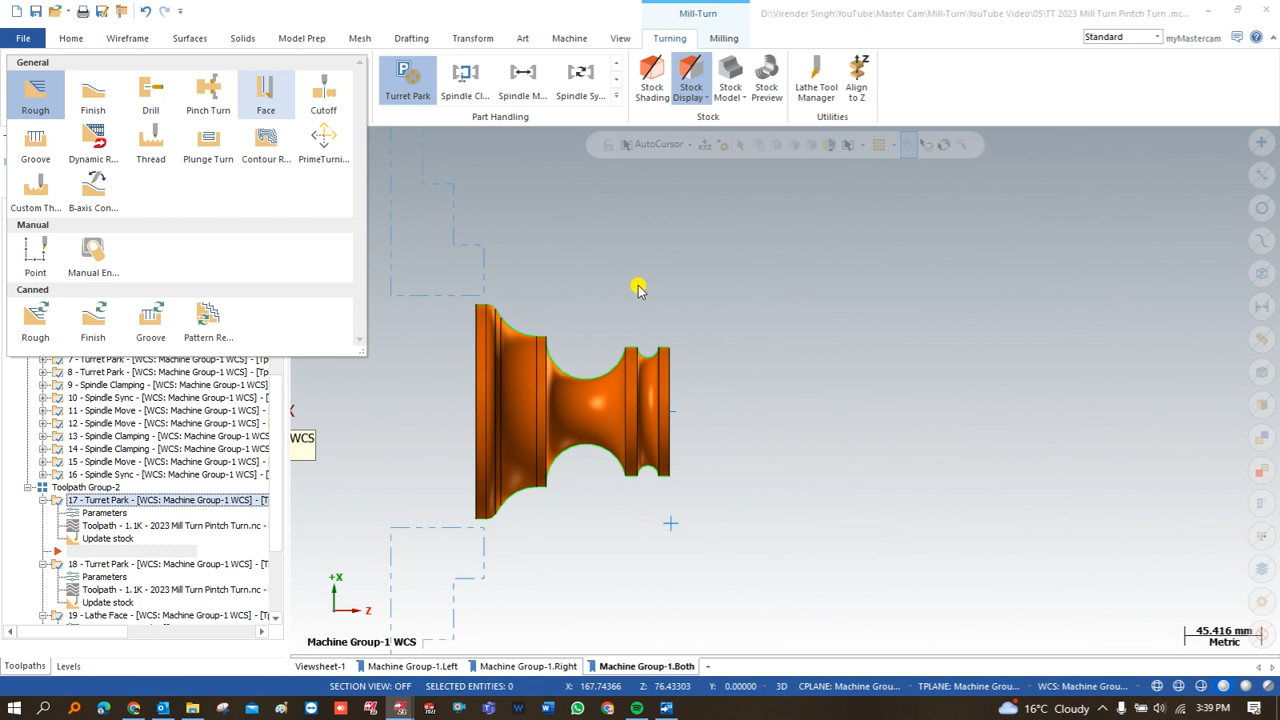 Mill-Turn
D:\Virender Singh\YouTube\Master Cam\Mill-Turn\YouTube Video\05\TT 2023 Mill Turn Pintch Turn .mc...
File Home Wireframe Surfaces Solids Model Prep Mesh Drafting Transform Art Machine View Turning Milling
Standard
myMastercam
General
Rough Finish Drill Pinch Turn Face Cutoff
Groove Dynamic R... Thread Plunge Turn Contour R... PrimeTurni...
Custom Th... B-axis Con...
Manual
Point Manual En...
Canned
Rough Finish Groove Pattern Re...
Turret Park Spindle Cl... Spindle M... Spindle Sy...
Part Handling
Stock Shading Stock Display Stock Model Stock Preview
Stock
Lathe Tool Manager Align to Z
Utilities
AutoCursor
7 - Turret Park - [WCS: Machine Group-1 WCS] - [Tp
8 - Turret Park - [WCS: Machine Group-1 WCS] - [Tp
9 - Spindle Clamping - [WCS: Machine Group-1 WCS]
10 - Spindle Sync - [WCS: Machine Group-1 WCS] -
11 - Spindle Move - [WCS: Machine Group-1 WCS] -
12 - Spindle Move - [WCS: Machine Group-1 WCS] -
13 - Spindle Clamping - [WCS: Machine Group-1 WCS
14 - Spindle Clamping - [WCS: Machine Group-1 WCS
15 - Spindle Move - [WCS: Machine Group-1 WCS] -
16 - Spindle Sync - [WCS: Machine Group-1 WCS] -
Toolpath Group-2
17 - Turret Park - [WCS: Machine Group-1 WCS] - [T
Parameters
Toolpath - 1.1K - 2023 Mill Turn Pintch Turn.nc -
Update stock
18 - Turret Park - [WCS: Machine Group-1 WCS] - [T
Parameters
Toolpath - 1.1K - 2023 Mill Turn Pintch Turn.nc -
Update stock
19 - Lathe Face - [WCS: Machine Group-1 WCS] - [T
X
WCS
+X
Z
Machine Group-1 WCS
45.416 mm
Metric
Toolpaths Levels
Viewsheet-1 Machine Group-1.Left Machine Group-1.Right Machine Group-1.Both +
SECTION VIEW: OFF SELECTED ENTITIES: 0 X: 167.74366 Z: 76.43303 Y: 0.00000 3D CPLANE: Machine Grou... TPLANE: Machine Grou... WCS: Machine Grou...
16°C Cloudy 3:39 PM